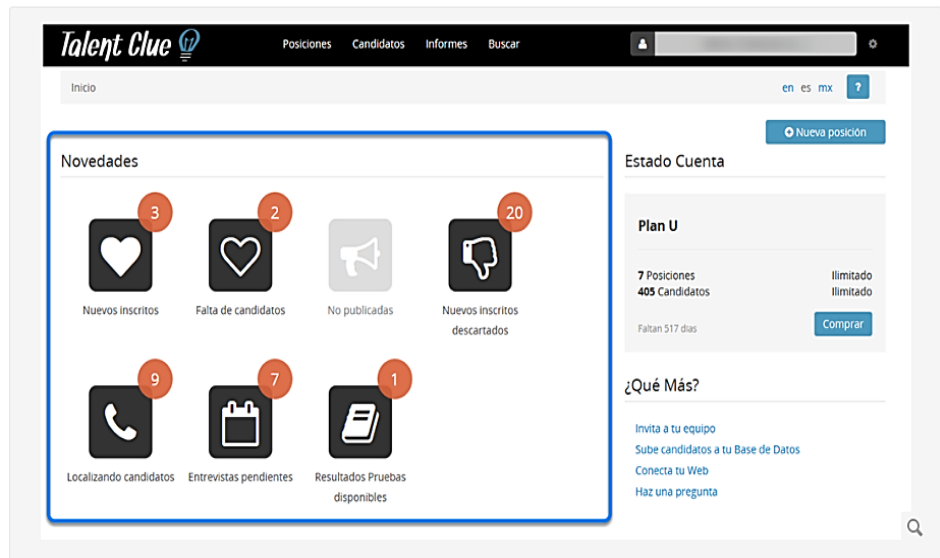 Talent Clue
Posiciones Candidatos Informes Buscar
Inicio
en es mx ?
Nueva posición
Novedades
3 2 20
Nuevos inscritos Falta de candidatos No publicadas Nuevos inscritos
descartados
9 7 1
Localizando candidatos Entrevistas pendientes Resultados Pruebas
disponibles
Estado Cuenta
Plan U
7 Posiciones Ilimitado
405 Candidatos Ilimitado
Faltan 517 dias Comprar
¿Qué Más?
Invita a tu equipo
Sube candidatos a tu Base de Datos
Conecta tu Web
Haz una pregunta